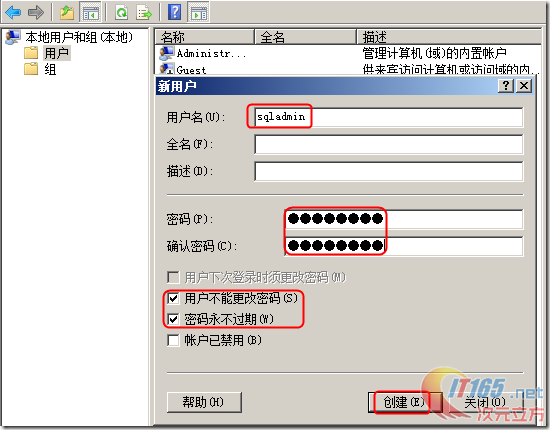 本地用户和组(本地)
用户
组
名称 全名 描述
Administr... 管理计算机(域)的内置帐户
Guest 供来宾访问计算机或访问域的内...
新用户
用户名(U): sqladmin
全名(F):
描述(D):
密码(P): ●●●●●●●●
确认密码(C): ●●●●●●●●
用户下次登录时须更改密码(M)
用户不能更改密码(S)
密码永不过期(W)
帐户已禁用(B)
帮助(H) 创建(E) 关闭(O)
IT165.net
次元立方